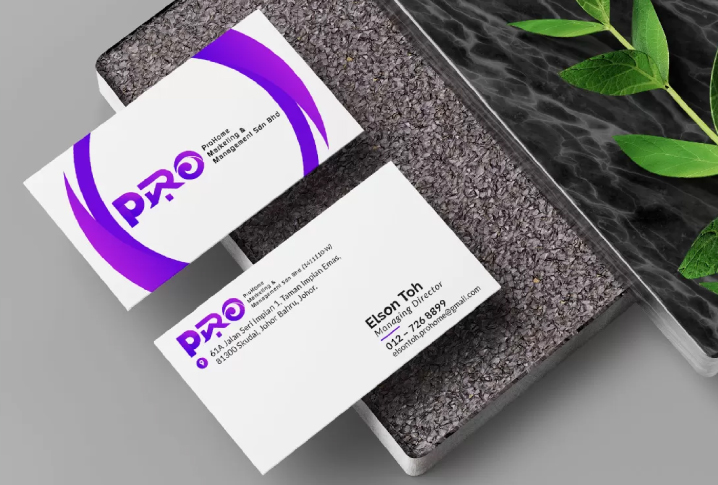 PRO
ProHome
Marketing &
Management Sdn Bhd
PRO
ProHome
Marketing &
Management Sdn Bhd
61A Jalan Seri Impian 1, Taman Impian Emas,
81300 Skudai, Johor Bahru, Johor.
Elson Toh
Managing Director
012 – 726 8899
elsontoh.prohome@gmail.com